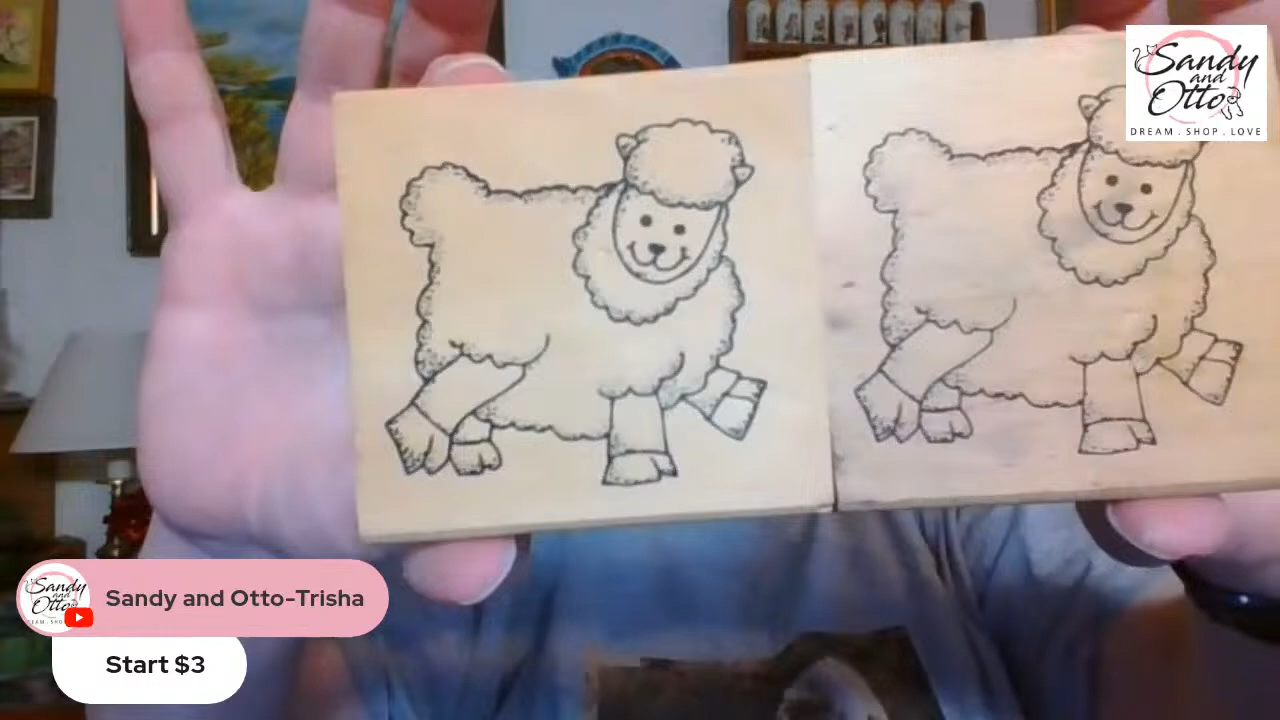 Sandy
and
Otto
DREAM . SHOP . LOVE
Sandy and Otto-Trisha
Start $3